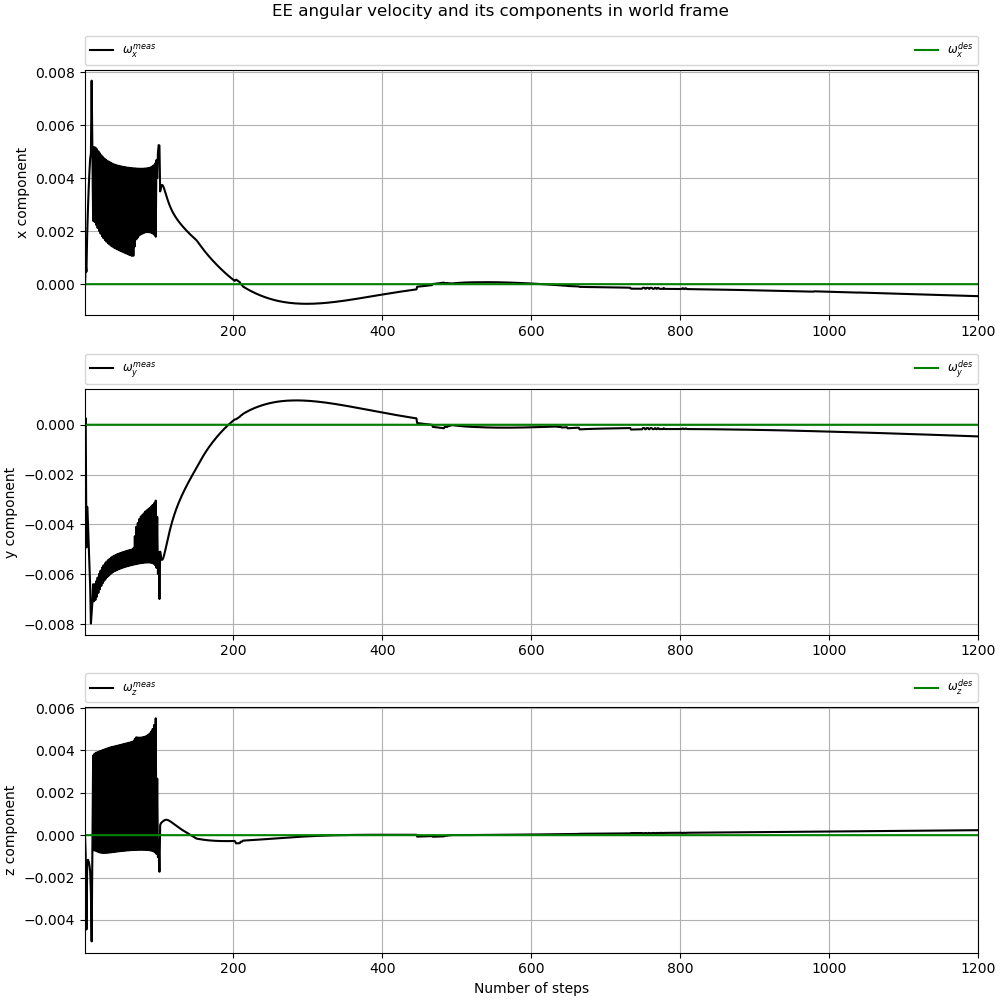 EE angular velocity and its components in world frame
ω_x^{meas} ω_x^{des}
0.008
0.006
0.004
0.002
0.000
x component
200 400 600 800 1000 1200
ω_y^{meas} ω_y^{des}
0.000
−0.002
−0.004
−0.006
−0.008
y component
200 400 600 800 1000 1200
ω_z^{meas} ω_z^{des}
0.006
0.004
0.002
0.000
−0.002
−0.004
z component
200 400 600 800 1000 1200
Number of steps